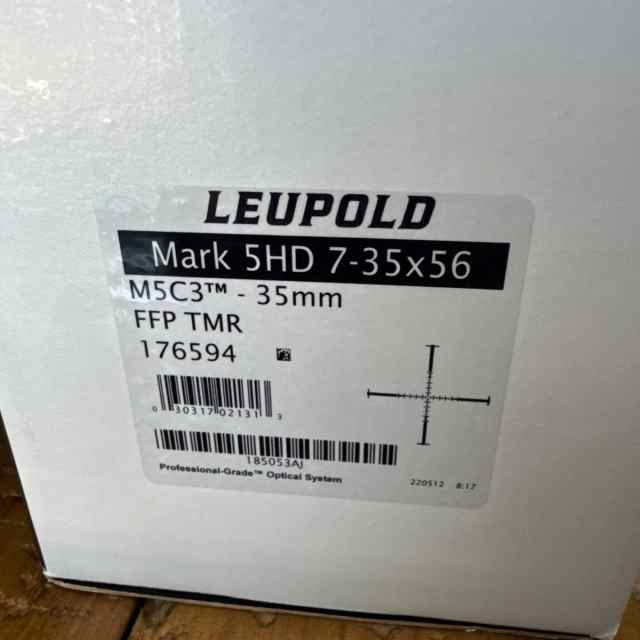 LEUPOLD
Mark 5HD 7-35x56
M5C3™ - 35mm
FFP TMR
176594
0 30317 02131 3
185053AJ
Professional-Grade™ Optical System
220512 8:17